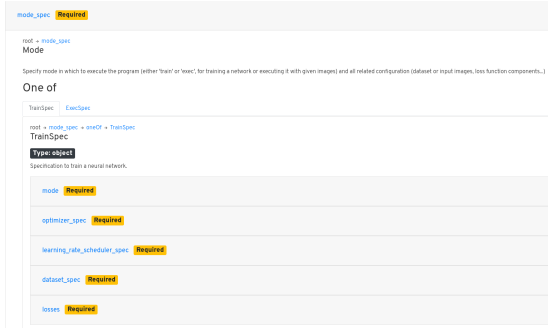 mode_spec Required
root → mode_spec
Mode
Specify mode in which to execute the program (either 'train' or 'exec', for training a network or executing it with given images) and all related configuration (dataset or input images, loss function components...)
One of
TrainSpec ExecSpec
root → mode_spec → oneOf → TrainSpec
TrainSpec
Type: object
Specification to train a neural network.
mode Required
optimizer_spec Required
learning_rate_scheduler_spec Required
dataset_spec Required
losses Required